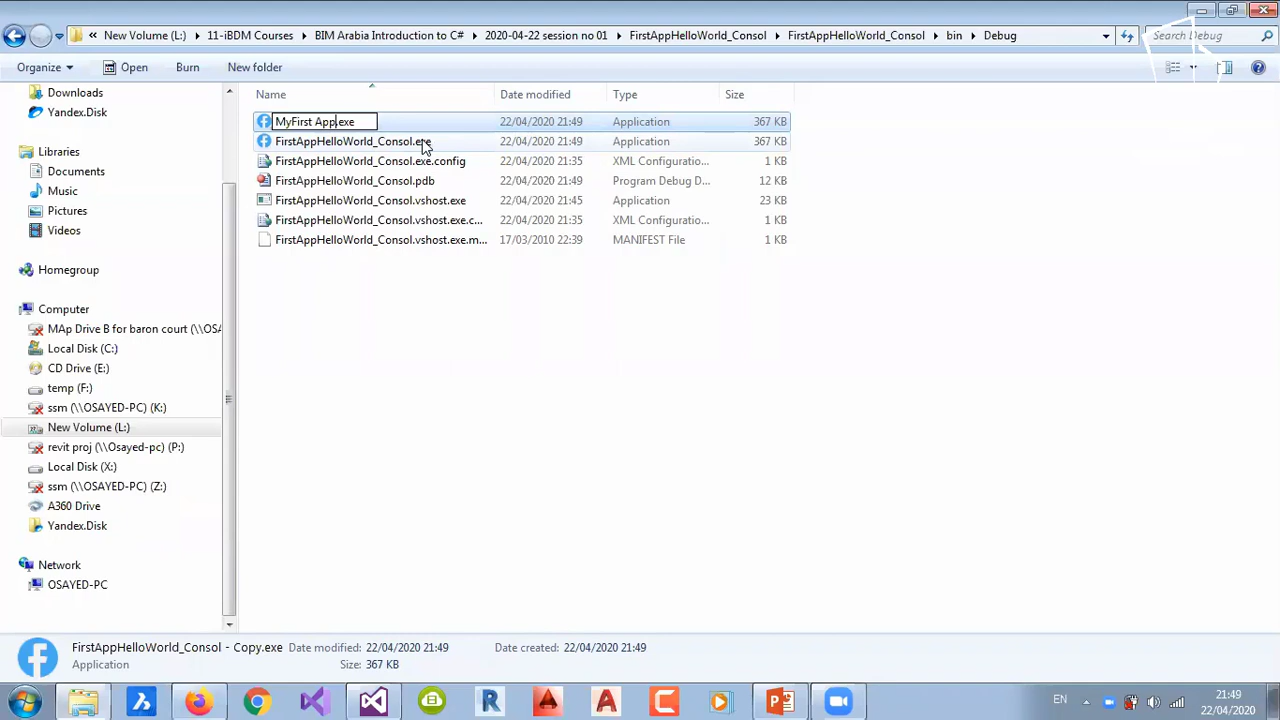 New Volume (L:) 11-iBDM Courses BIM Arabia Introduction to C# 2020-04-22 session no 01 FirstAppHelloWorld_Consol FirstAppHelloWorld_Consol bin Debug Search Debug
Organize Open Burn New folder
Name Date modified Type Size
MyFirst App.exe 22/04/2020 21:49 Application 367 KB
FirstAppHelloWorld_Consol.exe 22/04/2020 21:49 Application 367 KB
FirstAppHelloWorld_Consol.exe.config 22/04/2020 21:35 XML Configuratio... 1 KB
FirstAppHelloWorld_Consol.pdb 22/04/2020 21:49 Program Debug D... 12 KB
FirstAppHelloWorld_Consol.vshost.exe 22/04/2020 21:45 Application 23 KB
FirstAppHelloWorld_Consol.vshost.exe.c... 22/04/2020 21:35 XML Configuratio... 1 KB
FirstAppHelloWorld_Consol.vshost.exe.m... 17/03/2010 22:39 MANIFEST File 1 KB
Downloads
Yandex.Disk
Libraries
Documents
Music
Pictures
Videos
Homegroup
Computer
MAp Drive B for baron court (\\OSA
Local Disk (C:)
CD Drive (E:)
temp (F:)
ssm (\\OSAYED-PC) (K:)
New Volume (L:)
revit proj (\\Osayed-pc) (P:)
Local Disk (X:)
ssm (\\OSAYED-PC) (Z:)
A360 Drive
Yandex.Disk
Network
OSAYED-PC
FirstAppHelloWorld_Consol - Copy.exe Date modified: 22/04/2020 21:49 Date created: 22/04/2020 21:49
Application Size: 367 KB
EN 21:49
22/04/2020